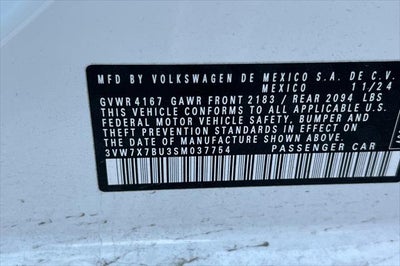 MFD BY VOLKSWAGEN DE MEXICO S.A. DE C.V.
MEXICO 11/24
GVWR 4167 GAWR FRONT 2183 / REAR 2094 LBS
THIS VEHICLE CONFORMS TO ALL APPLICABLE U.S.
FEDERAL MOTOR VEHICLE SAFETY, BUMPER AND
THEFT PREVENTION STANDARDS IN EFFECT ON
THE DATE OF MANUFACTURE SHOWN ABOVE.
3VW7X7BU3SM037754 PASSENGER CAR